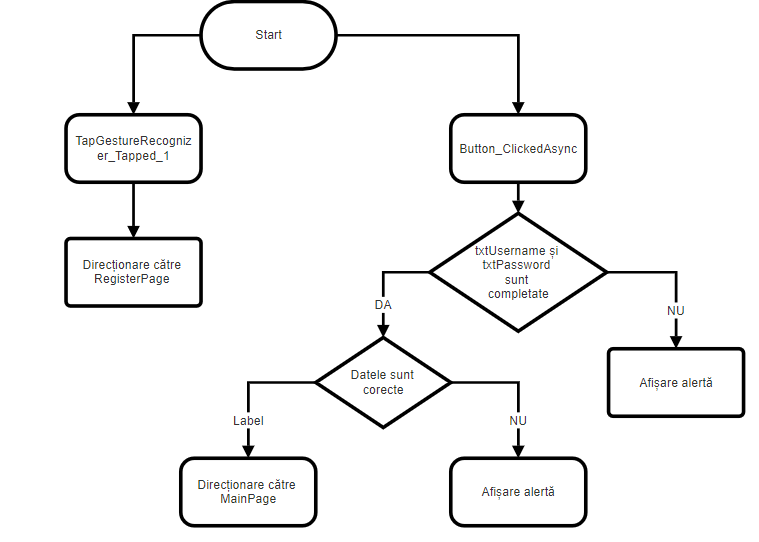 Start
TapGestureRecogniz
er_Tapped_1
Button_ClickedAsync
Direcționare către
RegisterPage
txtUsername și
txtPassword
sunt
completate
DA
NU
Datele sunt
corecte
Afișare alertă
Label
NU
Direcționare către
MainPage
Afișare alertă